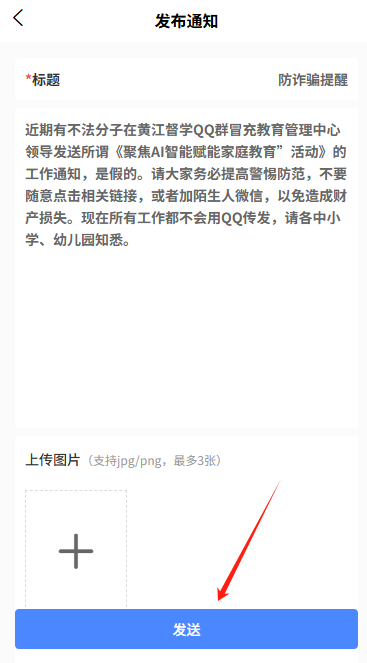 发布通知
*标题 防诈骗提醒
近期有不法分子在黄江督学QQ群冒充教育管理中心
领导发送所谓《聚焦AI智能赋能家庭教育”活动》的
工作通知，是假的。请大家务必提高警惕防范，不要
随意点击相关链接，或者加陌生人微信，以免造成财
产损失。现在所有工作都不会用QQ传发，请各中小
学、幼儿园知悉。
上传图片（支持jpg/png，最多3张）
发送